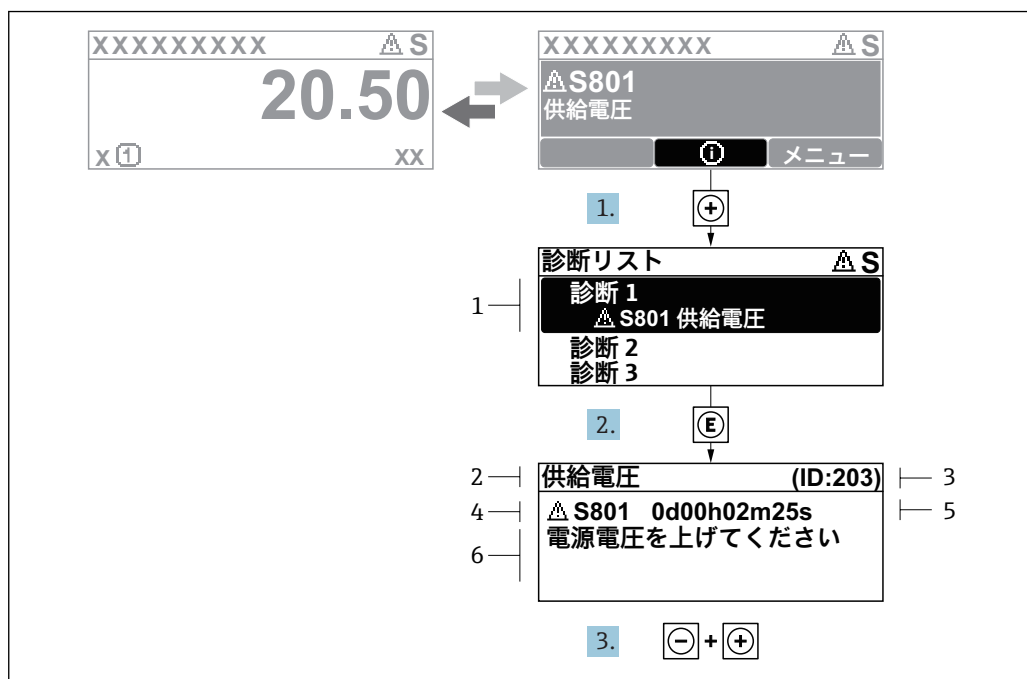 XXXXXXXXX ⚠ S
20.50
x ① XX
XXXXXXXXX ⚠ S
⚠S801
供給電圧
ⓘ メニュー
1. +
診断リスト ⚠ S
1
診断 1
⚠ S801 供給電圧
診断 2
診断 3
2. E
2 供給電圧 (ID:203) 3
4 ⚠ S801 0d00h02m25s 5
6 電源電圧を上げてください
3. - + +